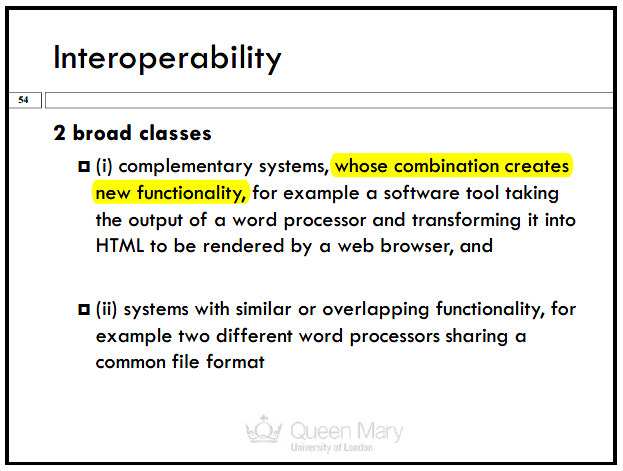 Interoperability
54
2 broad classes
(i) complementary systems, whose combination creates
new functionality, for example a software tool taking
the output of a word processor and transforming it into
HTML to be rendered by a web browser, and
(ii) systems with similar or overlapping functionality, for
example two different word processors sharing a
common file format
Queen Mary
University of London